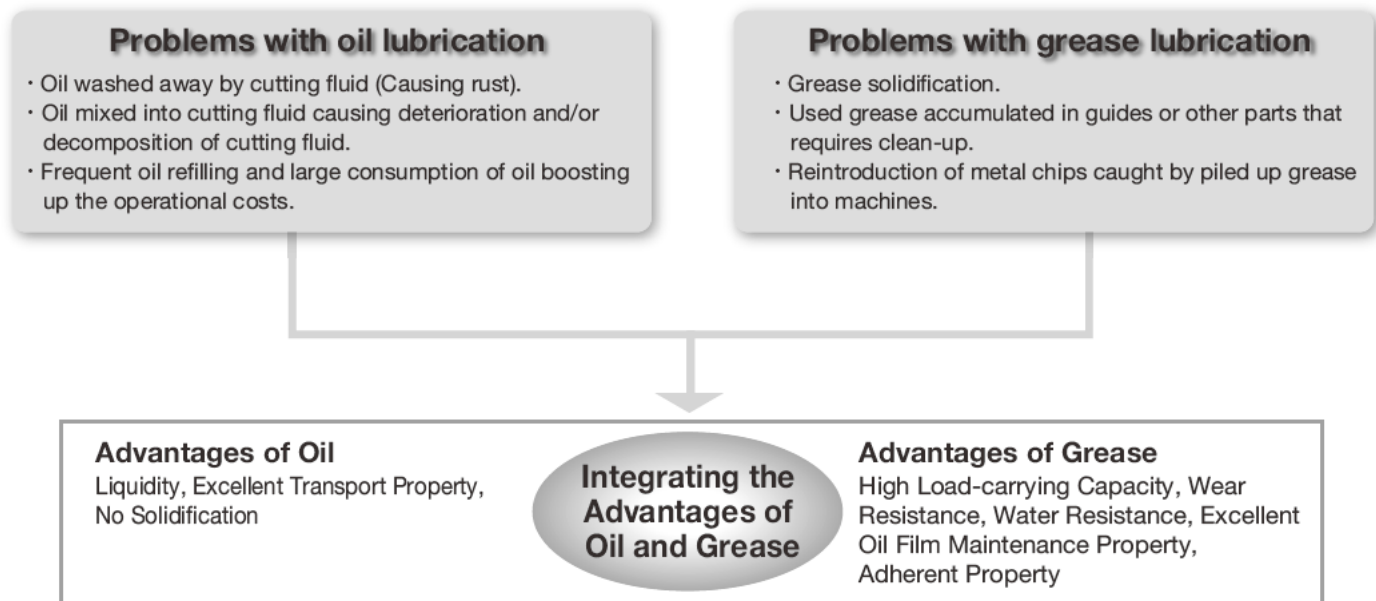 Problems with oil lubrication
· Oil washed away by cutting fluid (Causing rust).
· Oil mixed into cutting fluid causing deterioration and/or
decomposition of cutting fluid.
· Frequent oil refilling and large consumption of oil boosting
up the operational costs.
Problems with grease lubrication
· Grease solidification.
· Used grease accumulated in guides or other parts that
requires clean-up.
· Reintroduction of metal chips caught by piled up grease
into machines.
Advantages of Oil
Liquidity, Excellent Transport Property,
No Solidification
Integrating the
Advantages of
Oil and Grease
Advantages of Grease
High Load-carrying Capacity, Wear
Resistance, Water Resistance, Excellent
Oil Film Maintenance Property,
Adherent Property